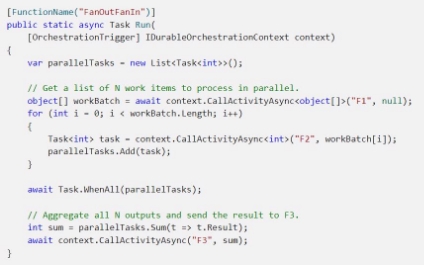 [FunctionName("FanOutFanIn")]
public static async Task Run(
[OrchestrationTrigger] IDurableOrchestrationContext context)
{
var parallelTasks = new List<Task<int>>();
// Get a list of N work items to process in parallel.
object[] workBatch = await context.CallActivityAsync<object[]>("F1", null);
for (int i = 0; i < workBatch.Length; i++)
{
Task<int> task = context.CallActivityAsync<int>("F2", workBatch[i]);
parallelTasks.Add(task);
}
await Task.WhenAll(parallelTasks);
// Aggregate all N outputs and send the result to F3.
int sum = parallelTasks.Sum(t => t.Result);
await context.CallActivityAsync("F3", sum);
}